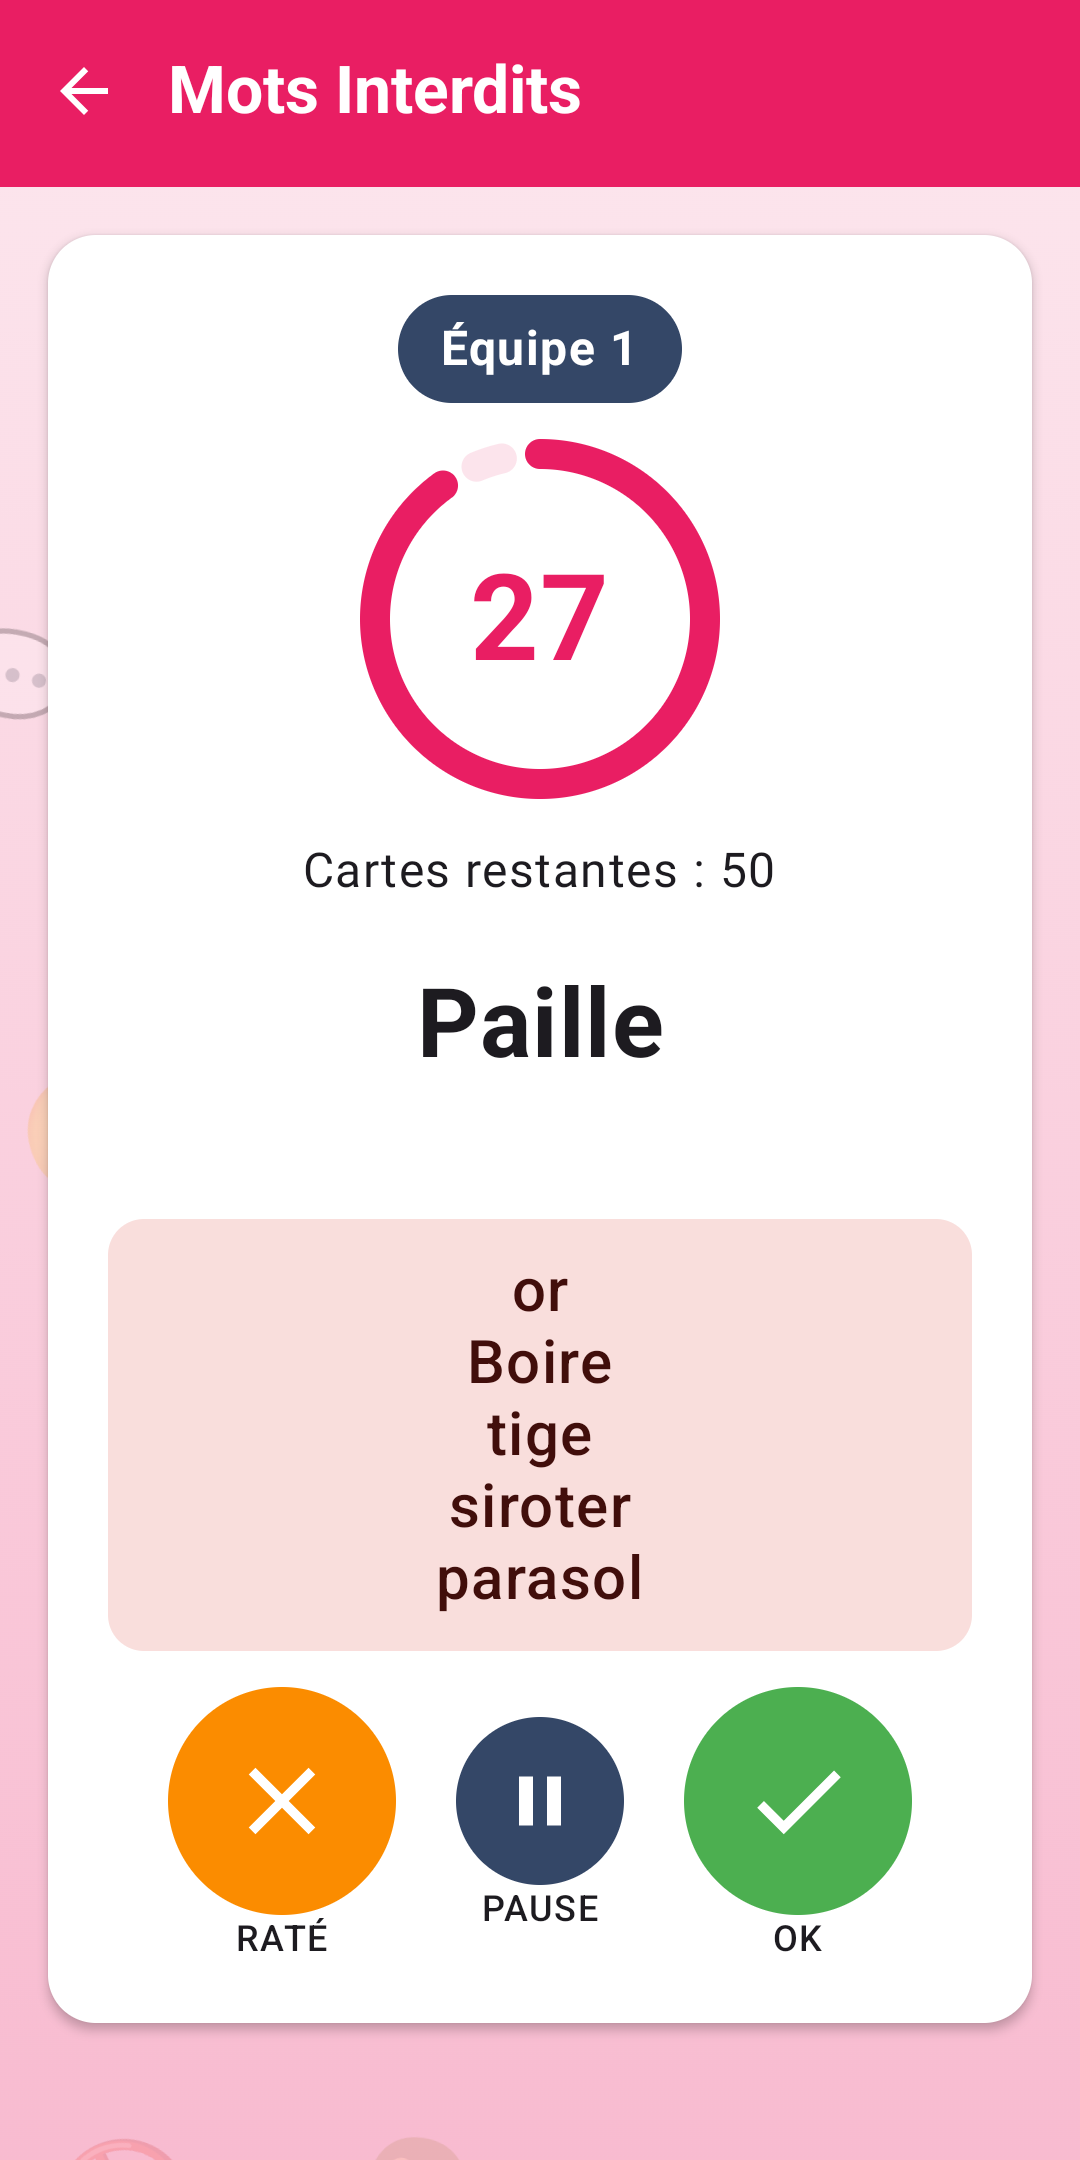 Mots Interdits
Équipe 1
27
Cartes restantes : 50
Paille
or
Boire
tige
siroter
parasol
RATÉ
PAUSE
OK